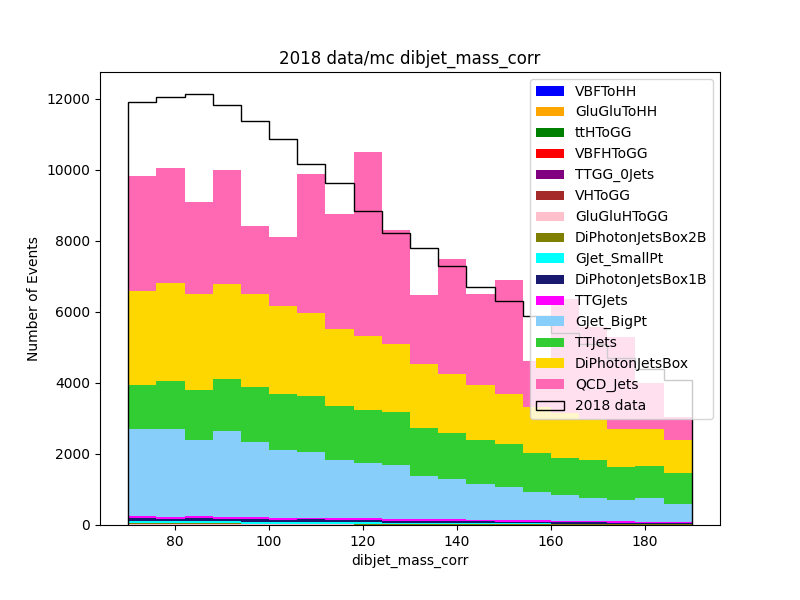 2018 data/mc dibjet_mass_corr
12000
10000
8000
6000
4000
2000
0
Number of Events
80
100
120
140
160
180
dibjet_mass_corr
VBFToHH
GluGluToHH
ttHToGG
VBFHToGG
TTGG_0Jets
VHToGG
GluGluHToGG
DiPhotonJetsBox2B
GJet_SmallPt
DiPhotonJetsBox1B
TTGJets
GJet_BigPt
TTJets
DiPhotonJetsBox
QCD_Jets
2018 data